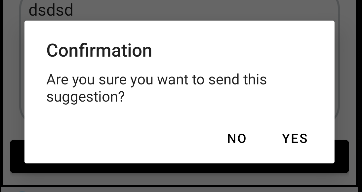 dsdsd
Confirmation
Are you sure you want to send this
suggestion?
NO YES